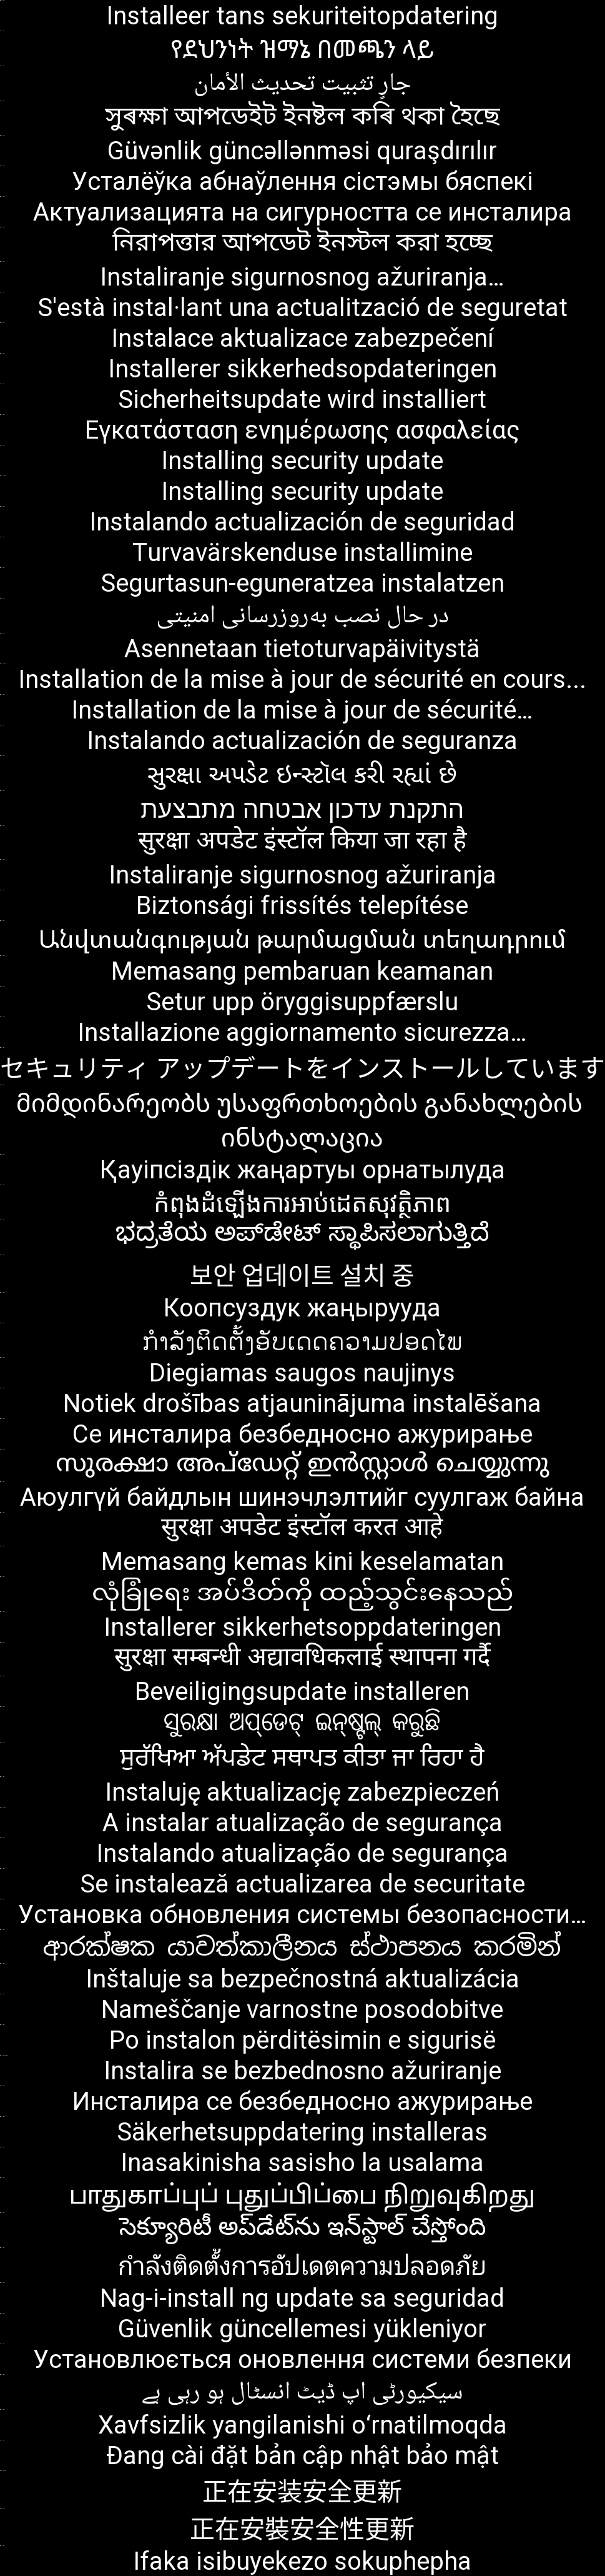 Installeer tans sekuriteitopdatering
የደህንነት ዝማኔ በመጫን ላይ
جارٍ تثبيت تحديث الأمان
সুৰক্ষা আপডেইট ইনষ্টল কৰি থকা হৈছে
Güvənlik güncəllənməsi quraşdırılır
Усталёўка абнаўлення сістэмы бяспекі
Актуализацията на сигурността се инсталира
নিরাপত্তার আপডেট ইনস্টল করা হচ্ছে
Instaliranje sigurnosnog ažuriranja…
S'està instal·lant una actualització de seguretat
Instalace aktualizace zabezpečení
Installerer sikkerhedsopdateringen
Sicherheitsupdate wird installiert
Εγκατάσταση ενημέρωσης ασφαλείας
Installing security update
Installing security update
Instalando actualización de seguridad
Turvavärskenduse installimine
Segurtasun-eguneratzea instalatzen
در حال نصب به‌روزرسانی امنیتی
Asennetaan tietoturvapäivitystä
Installation de la mise à jour de sécurité en cours...
Installation de la mise à jour de sécurité…
Instalando actualización de seguranza
સુરક્ષા અપડેટ ઇન્સ્ટૉલ કરી રહ્યાં છે
התקנת עדכון אבטחה מתבצעת
सुरक्षा अपडेट इंस्टॉल किया जा रहा है
Instaliranje sigurnosnog ažuriranja
Biztonsági frissítés telepítése
Անվտանգության թարմացման տեղադրում
Memasang pembaruan keamanan
Setur upp öryggisuppfærslu
Installazione aggiornamento sicurezza…
セキュリティ アップデートをインストールしています
მიმდინარეობს უსაფრთხოების განახლების
ინსტალაცია
Қауіпсіздік жаңартуы орнатылуда
កំពុងដំឡើងការអាប់ដេតសុវត្ថិភាព
ಭದ್ರತೆಯ ಅಪ್‌ಡೇಟ್‌ ಸ್ಥಾಪಿಸಲಾಗುತ್ತಿದೆ
보안 업데이트 설치 중
Коопсуздук жаңырууда
ກຳລັງຕິດຕັ້ງອັບເດດຄວາມປອດໄພ
Diegiamas saugos naujinys
Notiek drošības atjauninājuma instalēšana
Се инсталира безбедносно ажурирање
സുരക്ഷാ അപ്ഡേറ്റ് ഇൻസ്റ്റാൾ ചെയ്യുന്നു
Аюулгүй байдлын шинэчлэлтийг суулгаж байна
सुरक्षा अपडेट इंस्टॉल करत आहे
Memasang kemas kini keselamatan
လုံခြုံရေး အပ်ဒိတ်ကို ထည့်သွင်းနေသည်
Installerer sikkerhetsoppdateringen
सुरक्षा सम्बन्धी अद्यावधिकलाई स्थापना गर्दै
Beveiligingsupdate installeren
ସୁରକ୍ଷା ଅପ୍‌ଡେଟ୍‌ ଇନ୍‌ଷ୍ଟଲ୍‌ କରୁଛି
ਸੁਰੱਖਿਆ ਅੱਪਡੇਟ ਸਥਾਪਤ ਕੀਤਾ ਜਾ ਰਿਹਾ ਹੈ
Instaluję aktualizację zabezpieczeń
A instalar atualização de segurança
Instalando atualização de segurança
Se instalează actualizarea de securitate
Установка обновления системы безопасности…
ආරක්ෂක යාවත්කාලීනය ස්ථාපනය කරමින්
Inštaluje sa bezpečnostná aktualizácia
Nameščanje varnostne posodobitve
Po instalon përditësimin e sigurisë
Instalira se bezbednosno ažuriranje
Инсталира се безбедносно ажурирање
Säkerhetsuppdatering installeras
Inasakinisha sasisho la usalama
பாதுகாப்புப் புதுப்பிப்பை நிறுவுகிறது
సెక్యూరిటీ అప్‌డేట్‌ను ఇన్‌స్టాల్ చేస్తోంది
กำลังติดตั้งการอัปเดตความปลอดภัย
Nag-i-install ng update sa seguridad
Güvenlik güncellemesi yükleniyor
Установлюється оновлення системи безпеки
سیکیورٹی اپ ڈیٹ انسٹال ہو رہی ہے
Xavfsizlik yangilanishi o‘rnatilmoqda
Đang cài đặt bản cập nhật bảo mật
正在安装安全更新
正在安裝安全性更新
Ifaka isibuyekezo sokuphepha